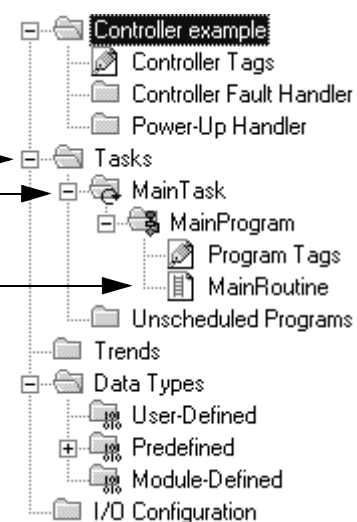 Controller example
Controller Tags
Controller Fault Handler
Power-Up Handler
Tasks
MainTask
MainProgram
Program Tags
MainRoutine
Unscheduled Programs
Trends
Data Types
User-Defined
Predefined
Module-Defined
I/O Configuration